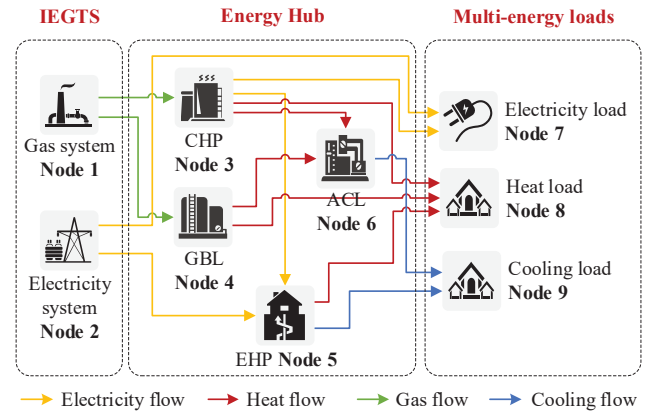 IEGTS
Energy Hub
Multi-energy loads
Gas system
Node 1
Electricity
system
Node 2
CHP
Node 3
GBL
Node 4
ACL
Node 6
EHP Node 5
Electricity load
Node 7
Heat load
Node 8
Cooling load
Node 9
Electricity flow
Heat flow
Gas flow
Cooling flow